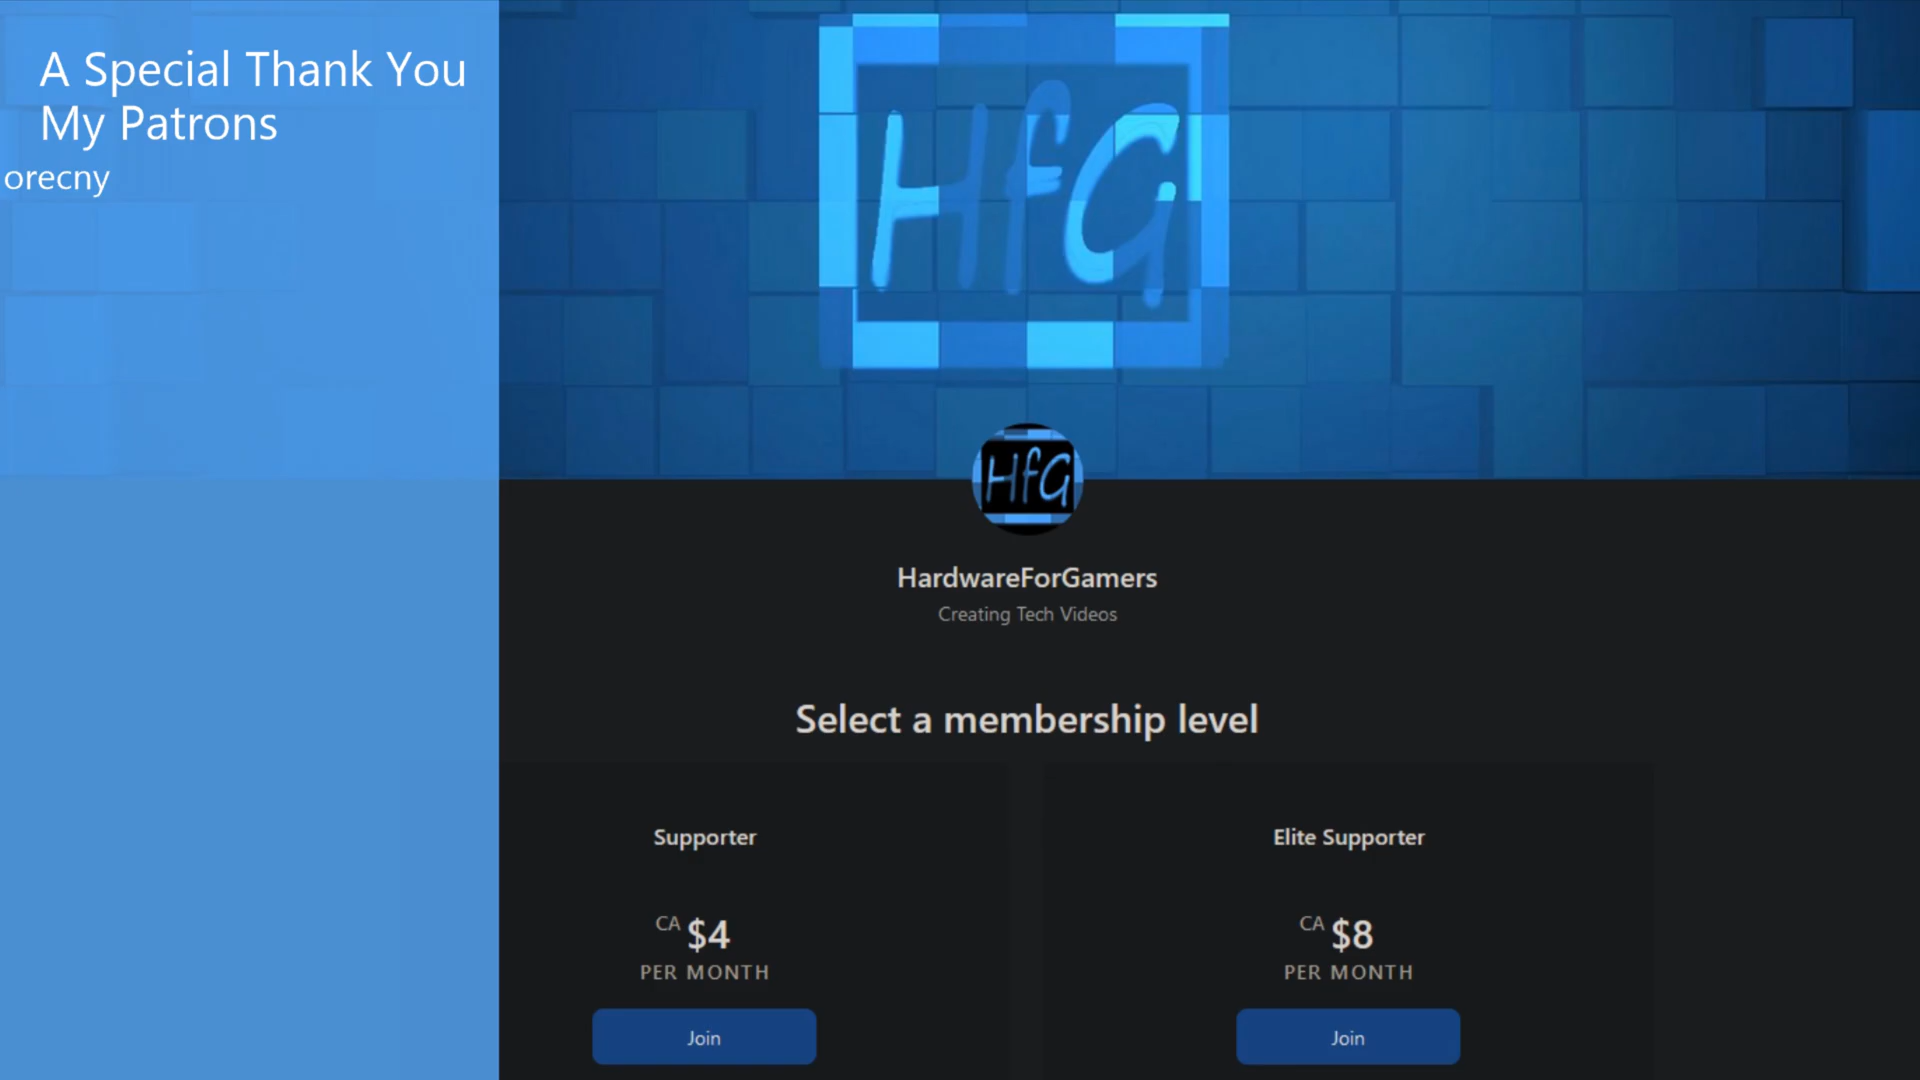 A Special Thank You
My Patrons
orecny
HfG
HfG
HardwareForGamers
Creating Tech Videos
Select a membership level
Supporter
CA $4
PER MONTH
Join
Elite Supporter
CA $8
PER MONTH
Join